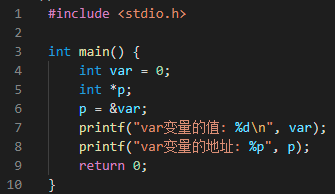 1 #include <stdio.h>
2
3 int main() {
4     int var = 0;
5     int *p;
6     p = &var;
7     printf("var变量的值: %d\n", var);
8     printf("var变量的地址: %p", p);
9     return 0;
10 }